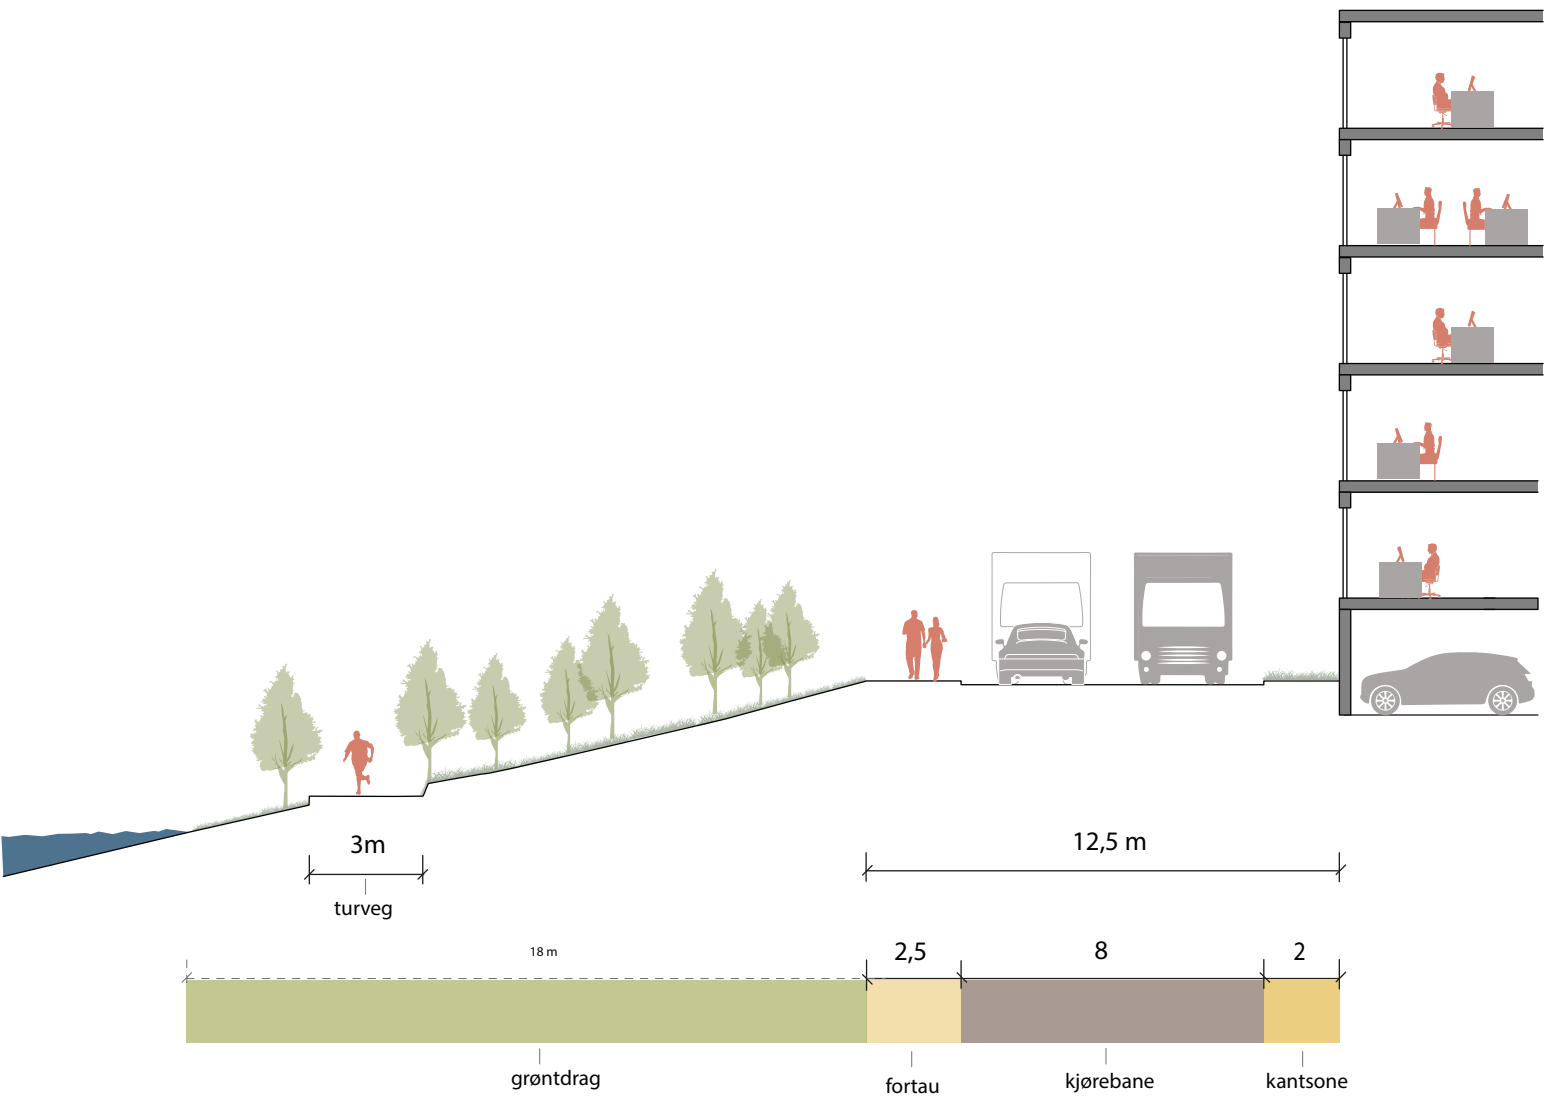 3m
12,5 m
turveg
18 m
2,5
8
2
grøntdrag
fortau
kjørebane
kantsone